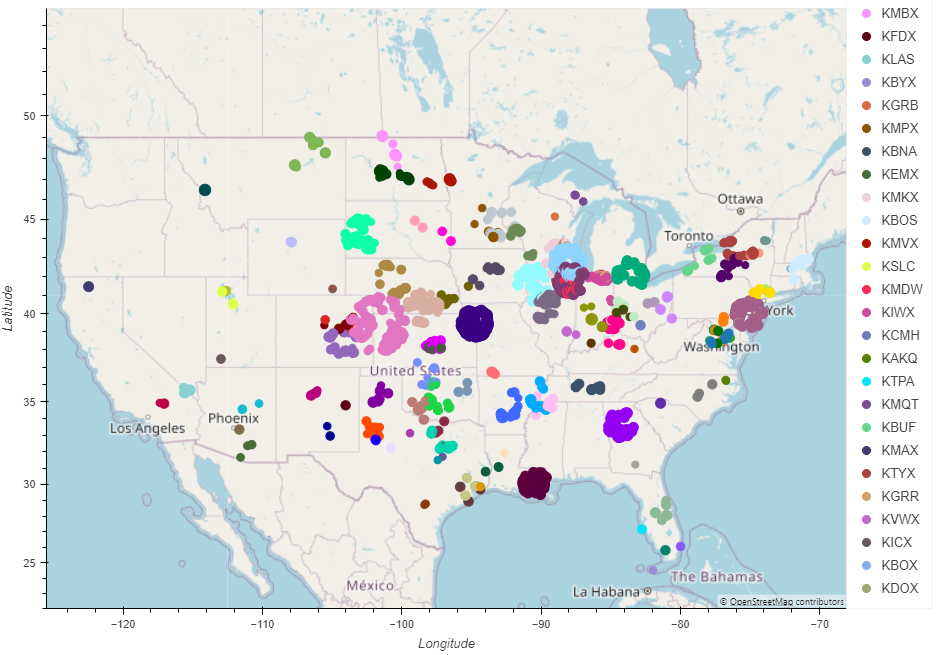 50
45
40
35
30
25
Latitude
−120
−110
−100
−90
−80
−70
Longitude
Ottawa
Toronto
York
Washington
United States
Los Angeles
Phoenix
México
La Habana
The Bahamas
© OpenStreetMap contributors
KMBX
KFDX
KLAS
KBYX
KGRB
KMPX
KBNA
KEMX
KMKX
KBOS
KMVX
KSLC
KMDW
KIWX
KCMH
KAKQ
KTPA
KMQT
KBUF
KMAX
KTYX
KGRR
KVWX
KICX
KBOX
KDOX